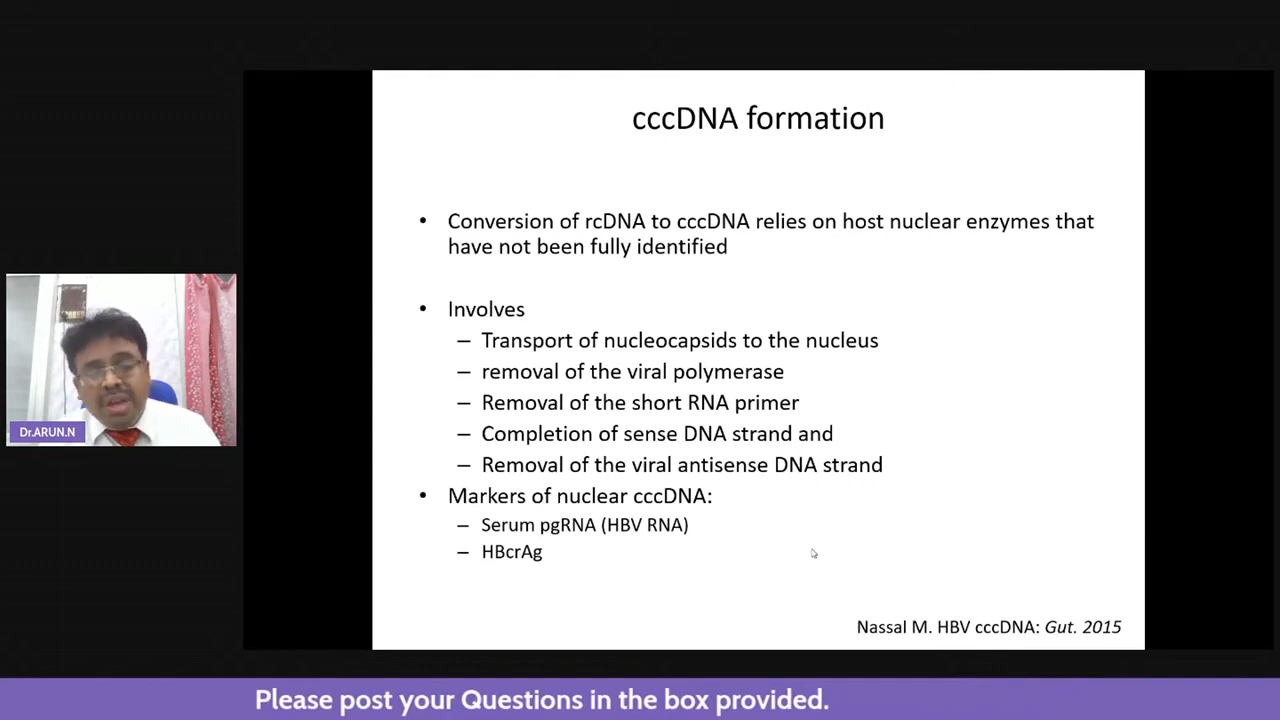 cccDNA formation
• Conversion of rcDNA to cccDNA relies on host nuclear enzymes that
have not been fully identified
• Involves
– Transport of nucleocapsids to the nucleus
– removal of the viral polymerase
– Removal of the short RNA primer
– Completion of sense DNA strand and
– Removal of the viral antisense DNA strand
• Markers of nuclear cccDNA:
– Serum pgRNA (HBV RNA)
– HBcrAg
Nassal M. HBV cccDNA: Gut. 2015
Dr.ARUN.N
Please post your Questions in the box provided.